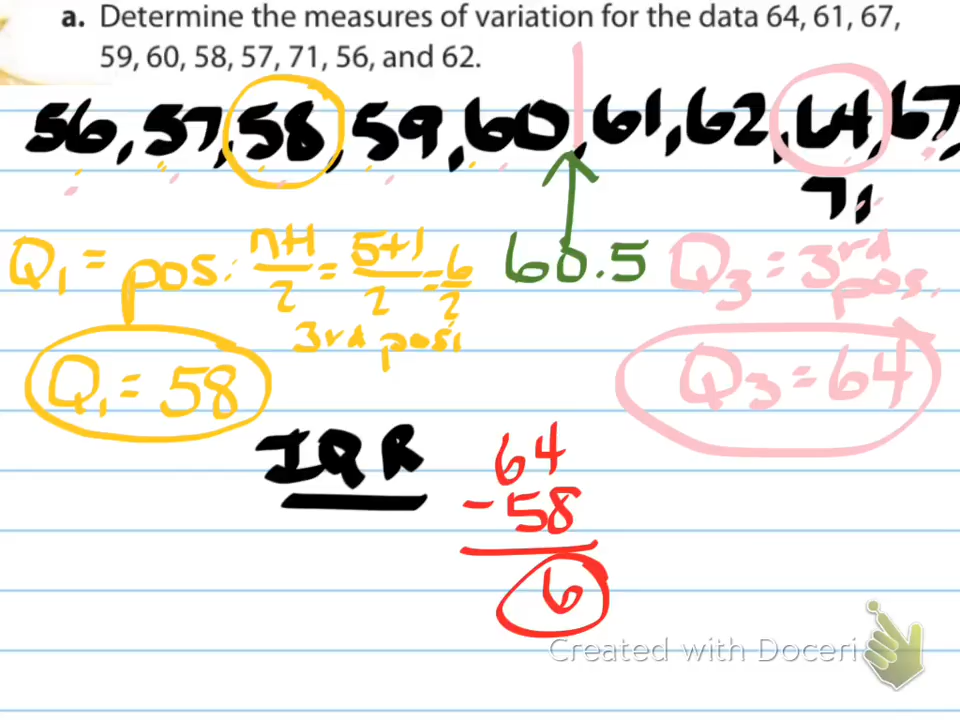 a. Determine the measures of variation for the data 64, 61, 67,
59, 60, 58, 57, 71, 56, and 62.
56, 57, 58, 59, 60, 61, 62, 64, 67,
71
Q1 = pos: n+1/2 = 5+1/2 = 6/2
3rd pos.
60.5
Q3 = 3rd pos.
Q1 = 58
Q3 = 64
IQR
64
-58
6
Created with Doceri